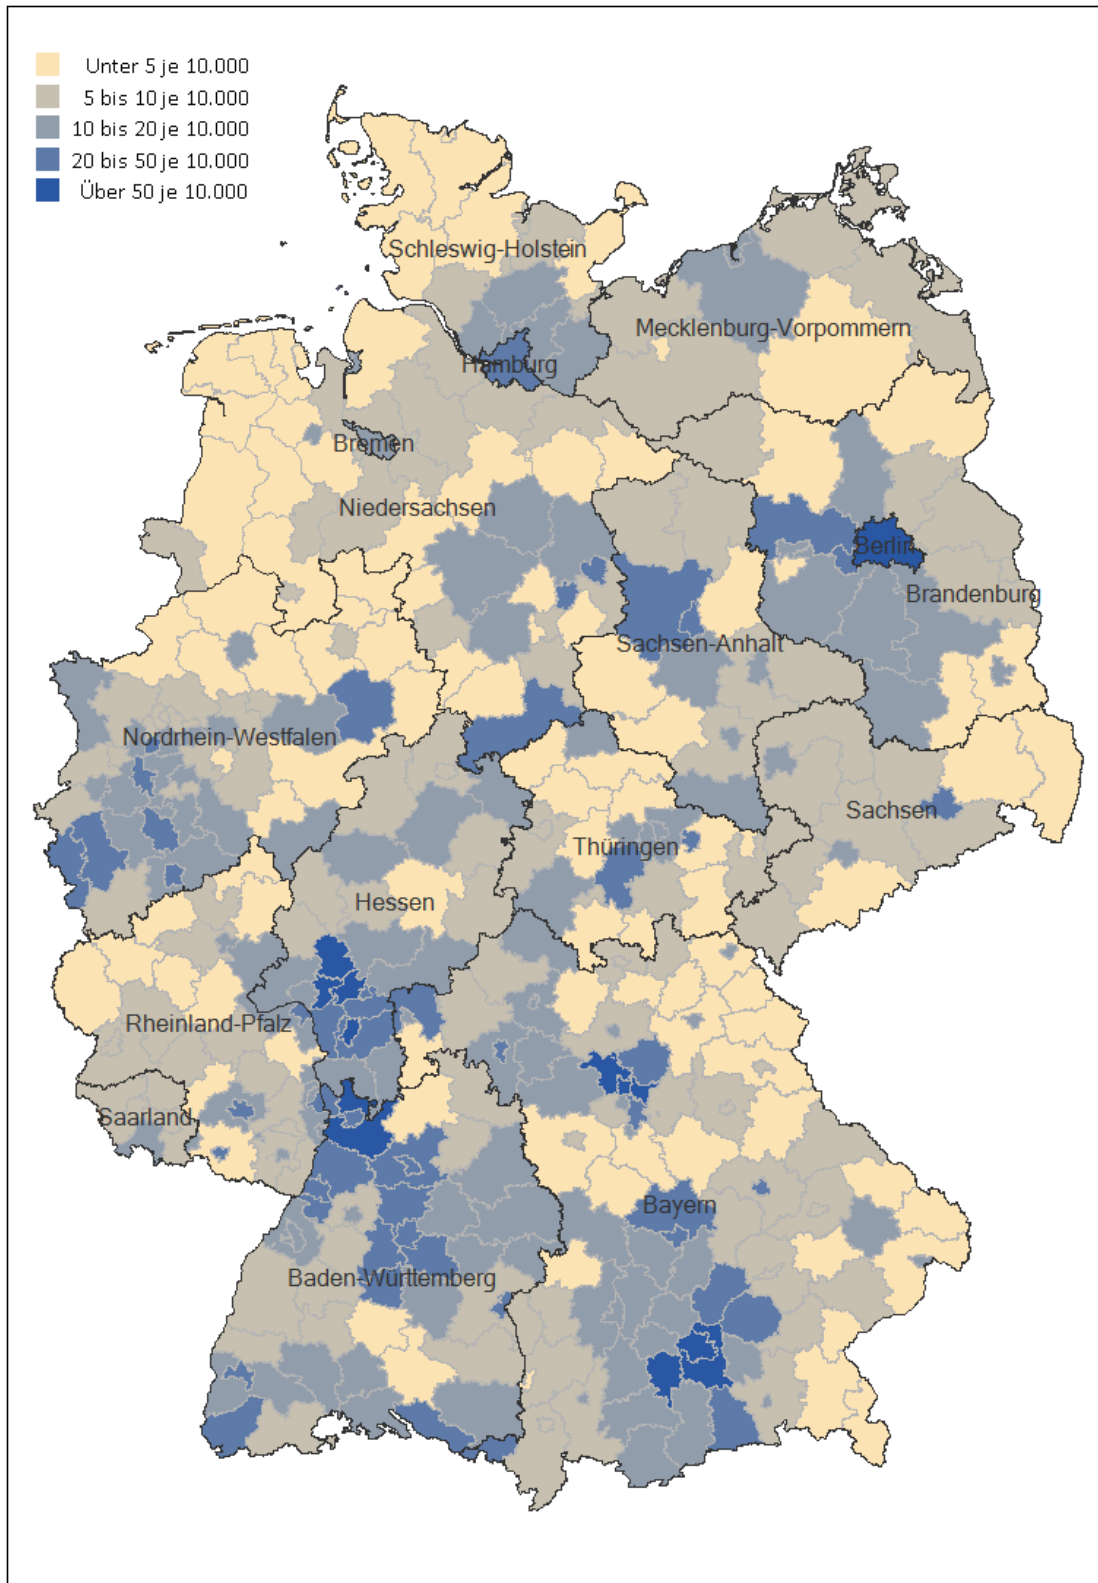 Unter 5 je 10.000
5 bis 10 je 10.000
10 bis 20 je 10.000
20 bis 50 je 10.000
Über 50 je 10.000
Schleswig-Holstein
Mecklenburg-Vorpommern
Hamburg
Bremen
Niedersachsen
Berlin
Brandenburg
Sachsen-Anhalt
Nordrhein-Westfalen
Sachsen
Thüringen
Hessen
Rheinland-Pfalz
Saarland
Bayern
Baden-Württemberg